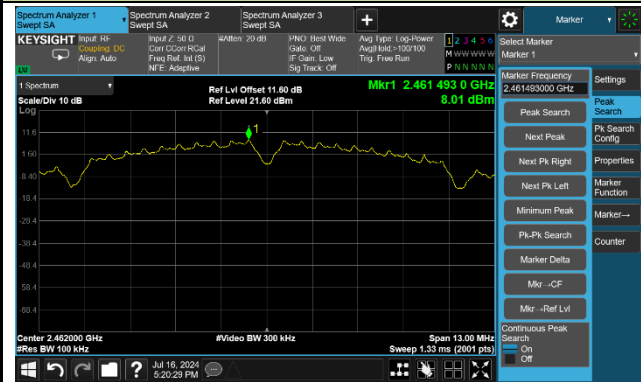 Spectrum Analyzer 1
Swept SA
Spectrum Analyzer 2
Swept SA
Spectrum Analyzer 3
Swept SA
+
Marker
KEYSIGHT
Input: RF
Coupling: DC
Align: Auto
Input Z: 50 Ω
Corr CCorr RCal
Freq Ref: Int (S)
NFE: Adaptive
#Atten: 20 dB
PNO: Best Wide
Gate: Off
IF Gain: Low
Sig Track: Off
Avg Type: Log-Power
Avg|Hold:>100/100
Trig: Free Run
1 2 3 4 5 6
M W W W W W
P N N N N N
Select Marker
Marker 1
LXI
1 Spectrum
Scale/Div 10 dB
Log
Ref Lvl Offset 11.60 dB
Ref Level 21.60 dBm
Mkr1 2.461 493 0 GHz
8.01 dBm
1
11.6
1.60
-8.40
-18.4
-28.4
-38.4
-48.4
-58.4
-68.4
Center 2.462000 GHz
#Res BW 100 kHz
#Video BW 300 kHz
Span 13.00 MHz
Sweep 1.33 ms (2001 pts)
Marker Frequency
2.461493000 GHz
Peak Search
Next Peak
Next Pk Right
Next Pk Left
Minimum Peak
Pk-Pk Search
Marker Delta
Mkr→CF
Mkr→Ref Lvl
Continuous Peak
Search
On
Off
Settings
Peak
Search
Pk Search
Config
Properties
Marker
Function
Marker→
Counter
?
Jul 16, 2024
5:20:29 PM